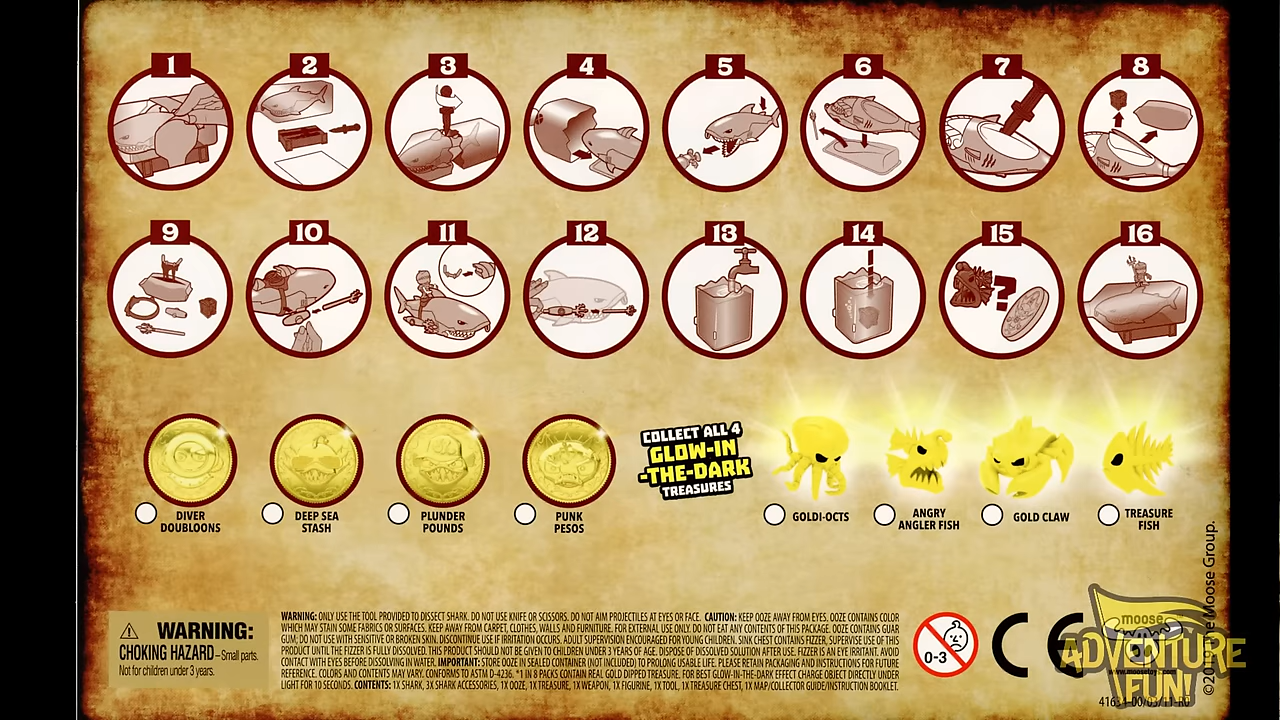 1 2 3 4 5 6 7 8
9 10 11 12 13 14 15 16
?
COLLECT ALL 4
GLOW-IN
-THE-DARK
TREASURES
DIVER
DOUBLOONS
DEEP SEA
STASH
PLUNDER
POUNDS
PUNK
PESOS
GOLDI-OCTS
ANGRY
ANGLER FISH
GOLD CLAW
TREASURE
FISH
WARNING:
CHOKING HAZARD – Small parts.
Not for children under 3 years.
WARNING: ONLY USE THE TOOL PROVIDED TO DISSECT SHARK. DO NOT USE KNIFE OR SCISSORS. DO NOT AIM PROJECTILES AT EYES OR FACE. CAUTION: KEEP OOZE AWAY FROM EYES. OOZE CONTAINS COLOR
WHICH MAY STAIN SOME FABRICS OR SURFACES. KEEP AWAY FROM CARPET, CLOTHES, WALLS AND FURNITURE. FOR EXTERNAL USE ONLY. DO NOT EAT ANY CONTENTS OF THIS PACKAGE. OOZE CONTAINS GUAR
GUM; DO NOT USE WITH SENSITIVE OR BROKEN SKIN. DISCONTINUE USE IF IRRITATION OCCURS. ADULT SUPERVISION ENCOURAGED FOR YOUNG CHILDREN. SINK CHEST CONTAINS FIZZER. SUPERVISE USE OF THIS
PRODUCT UNTIL THE FIZZER FULLY DISSOLVES. THIS PRODUCT SHOULD NOT BE GIVEN TO CHILDREN UNDER 3 YEARS OF AGE. DISPOSE OF DISSOLVED SOLUTION AFTER USE. FIZZER IS AN EYE IRRITANT. AVOID
CONTACT WITH EYES BEFORE DISSOLVING IN WATER. IMPORTANT: STORE OOZE IN SEALED CONTAINER (NOT INCLUDED) TO PROLONG USABLE LIFE. PLEASE RETAIN PACKAGING AND INSTRUCTIONS FOR FUTURE
REFERENCE. COLORS AND CONTENTS MAY VARY. CONFORMS TO ASTM D-4236. *1 IN 8 PACKS CONTAIN REAL GOLD DIPPED TREASURE. FOR BEST GLOW-IN-THE-DARK EFFECT CHARGE OBJECT DIRECTLY UNDER
LIGHT FOR 10 SECONDS. CONTENTS: 1X SHARK, 3X SHARK ACCESSORIES, 1X OOZE, 1X TREASURE, 1X WEAPON, 1X FIGURINE, 1X TOOL, 1X TREASURE CHEST, 1X MAP/COLLECTOR GUIDE/INSTRUCTION BOOKLET.
0-3
CE
moose
ADVENTURE
FUN!
Moose Group.